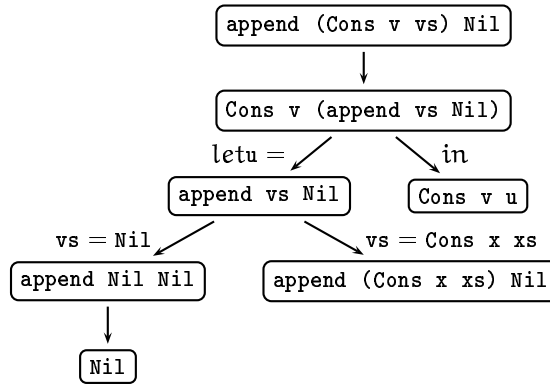 append (Cons v vs) Nil
Cons v (append vs Nil)
letu = in
append vs Nil Cons v u
vs = Nil vs = Cons x xs
append Nil Nil append (Cons x xs) Nil
Nil